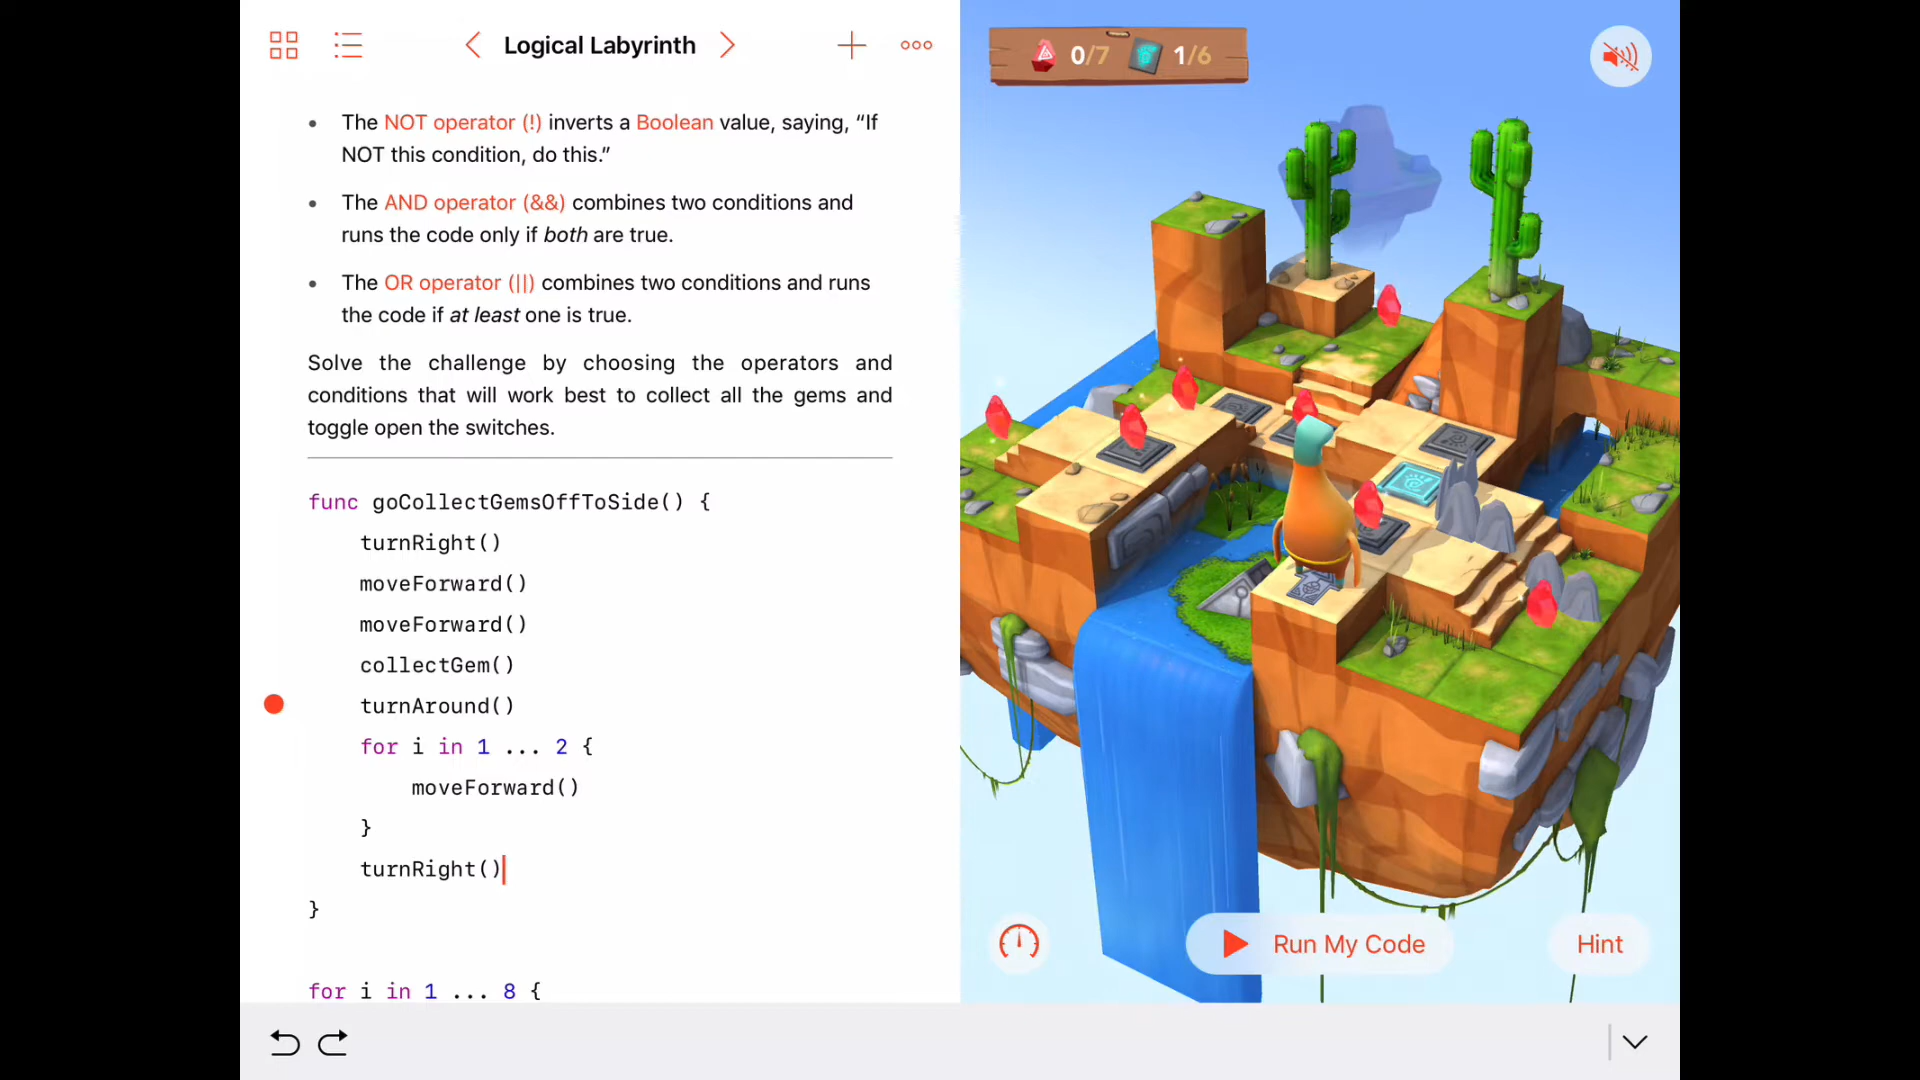 Logical Labyrinth
0/7 1/6
• The NOT operator (!) inverts a Boolean value, saying, “If
NOT this condition, do this.”
• The AND operator (&&) combines two conditions and
runs the code only if both are true.
• The OR operator (||) combines two conditions and runs
the code if at least one is true.
Solve the challenge by choosing the operators and
conditions that will work best to collect all the gems and
toggle open the switches.
func goCollectGemsOffToSide() {
turnRight()
moveForward()
moveForward()
collectGem()
turnAround()
for i in 1 ... 2 {
moveForward()
}
turnRight()
}
for i in 1 ... 8 {
Run My Code
Hint